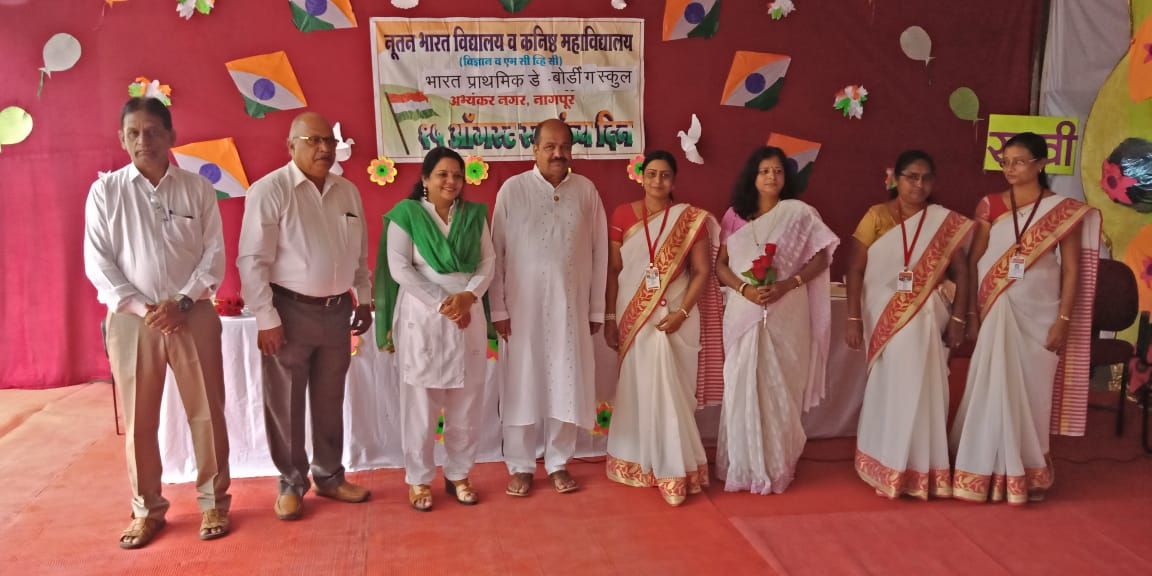 नूतन भारत विद्यालय व कनिष्ठ महाविद्यालय
(विज्ञान व एम सी व्हि सी)
भारत प्राथमिक डे - बोर्डींग स्कुल
अभ्यंकर नगर, नागपूर
१५ ऑगस्ट दिन